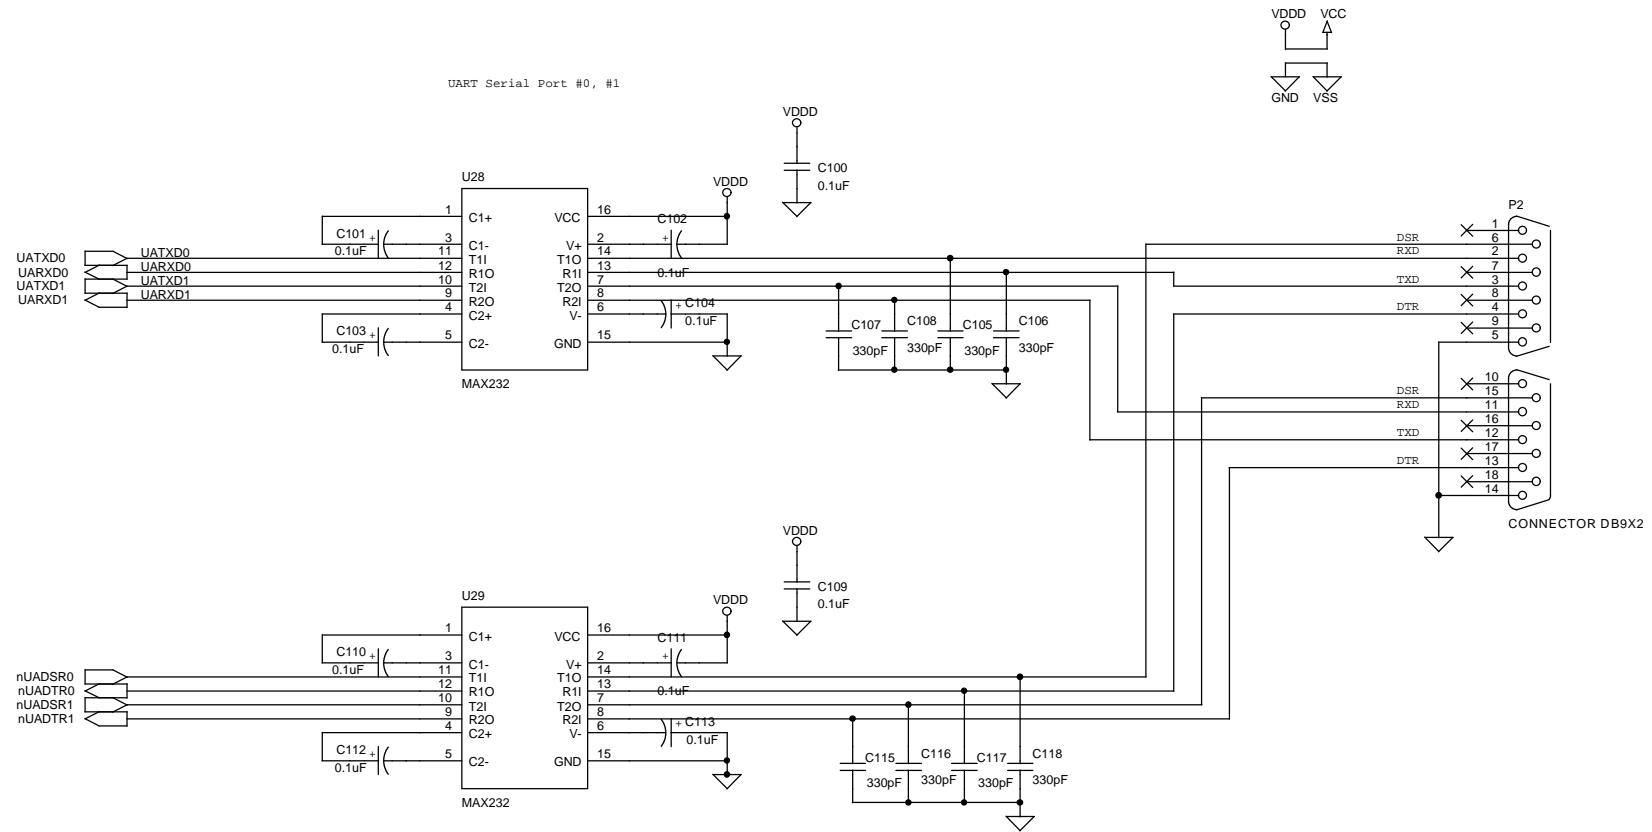 VDDD VCC
GND VSS
UART Serial Port #0, #1
VDDD
C100
0.1uF
U28
VDDD
1 C1+ VCC 16
C101 +
0.1uF
3 C1- V+ 2
C102
+
0.1uF
UATXD0 UATXD0 11 T1I T1O 14
UARXD0 UARXD0 12 R1O R1I 13
UATXD1 UATXD1 10 T2I T2O 7
UARXD1 UARXD1 9 R2O R2I 8
4 C2+ V- 6
+ C104
0.1uF
C103 +
0.1uF
5 C2- GND 15
MAX232
C107 C108 C105 C106
330pF 330pF 330pF 330pF
P2
1
DSR 6
RXD 2
7
TXD 3
8
DTR 4
9
5
10
DSR 15
RXD 11
16
TXD 12
17
DTR 13
18
14
CONNECTOR DB9X2
VDDD
C109
0.1uF
U29
VDDD
1 C1+ VCC 16
C110 +
0.1uF
3 C1- V+ 2
C111
+
0.1uF
nUADSR0 11 T1I T1O 14
nUADTR0 12 R1O R1I 13
nUADSR1 10 T2I T2O 7
nUADTR1 9 R2O R2I 8
4 C2+ V- 6
+ C113
0.1uF
C112 +
0.1uF
5 C2- GND 15
MAX232
C115 C116 C117 C118
330pF 330pF 330pF 330pF